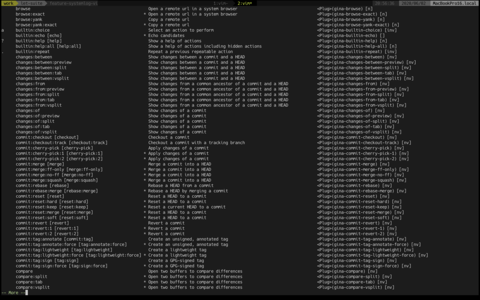 work 2:vim* MacBookPro16.local
browse * Open a remote url in a system browser <Plug>(gina-browse) [n]
browse:exact * Open a remote url in a system browser
browse:yank * Open a remote url in a system browser
browse:yank:exact * Copy a remote url [n]
builtin:choice Select an action to perform <Plug>(gina-builtin-choice) [inv]
builtin:echo [echo] * Echo candidates <Plug>(gina-builtin-echo) [nv]
builtin:help [help] Show a help of actions <Plug>(gina-builtin-help) [n]
builtin:help:all [help:all] Show a help of actions including hidden actions <Plug>(gina-builtin-help-all) [n]
builtin:repeat Repeat a previous repeatable action <Plug>(gina-builtin-repeat) [nv]
changes:between Show changes between a commit and HEAD <Plug>(gina-changes-between) [nv]
changes:between:preview Show changes between a commit and HEAD <Plug>(gina-changes-between-preview) [nv]
changes:between:split Show changes between a commit and HEAD <Plug>(gina-changes-between-split) [nv]
changes:between:tab Show changes between a commit and HEAD <Plug>(gina-changes-between-tab) [nv]
changes:between:vsplit Show changes between a commit and HEAD <Plug>(gina-changes-between-vsplit) [nv]
changes:from Show changes from a common ancestor of a commit and HEAD <Plug>(gina-changes-from) [nv]
changes:from:preview Show changes from a common ancestor of a commit and HEAD <Plug>(gina-changes-from-preview) [nv]
changes:from:split Show changes from a common ancestor of a commit and HEAD <Plug>(gina-changes-from-split) [nv]
changes:from:tab Show changes from a common ancestor of a commit and HEAD <Plug>(gina-changes-from-tab) [nv]
changes:from:vsplit Show changes from a common ancestor of a commit and HEAD <Plug>(gina-changes-from-vsplit) [nv]
changes:of Show changes of a commit <Plug>(gina-changes-of) [nv]
changes:of:preview Show changes of a commit <Plug>(gina-changes-of-preview) [nv]
changes:of:split Show changes of a commit <Plug>(gina-changes-of-split) [nv]
changes:of:tab Show changes of a commit <Plug>(gina-changes-of-tab) [nv]
changes:of:vsplit Show changes of a commit <Plug>(gina-changes-of-vsplit) [nv]
commit:checkout [checkout] Checkout a commit <Plug>(gina-commit-checkout) [nv]
commit:checkout:track [checkout:track] Checkout a commit with a tracking branch <Plug>(gina-commit-checkout-track) [nv]
commit:cherry-pick [cherry-pick] Apply changes of a commit <Plug>(gina-commit-cherry-pick) [nv]
commit:cherry-pick:1 [cherry-pick:1] * Apply changes of a commit <Plug>(gina-commit-cherry-pick-1) [nv]
commit:cherry-pick:2 [cherry-pick:2] * Apply changes of a commit <Plug>(gina-commit-cherry-pick-2) [nv]
commit:merge [merge] Merge a commit into a HEAD <Plug>(gina-commit-merge) [nv]
commit:merge:ff-only [merge:ff-only] * Merge a commit into a HEAD <Plug>(gina-commit-merge-ff-only) [nv]
commit:merge:no-ff [merge:no-ff] * Merge a commit into a HEAD <Plug>(gina-commit-merge-no-ff) [nv]
commit:merge:squash [merge:squash] * Merge a commit into a HEAD <Plug>(gina-commit-merge-squash) [nv]
commit:rebase [rebase] Rebase a HEAD from a commit <Plug>(gina-commit-rebase) [nv]
commit:rebase:merge [rebase:merge] * Rebase a HEAD by merging a commit <Plug>(gina-commit-rebase-merge) [nv]
commit:reset [reset] Reset a HEAD to a commit <Plug>(gina-commit-reset) [nv]
commit:reset:hard [reset:hard] * Reset a HEAD to a commit <Plug>(gina-commit-reset-hard) [nv]
commit:reset:keep [reset:keep] * Reset a current HEAD to a commit <Plug>(gina-commit-reset-keep) [nv]
commit:reset:merge [reset:merge] * Reset a HEAD to a commit <Plug>(gina-commit-reset-merge) [nv]
commit:reset:soft [reset:soft] * Reset a HEAD to a commit <Plug>(gina-commit-reset-soft) [nv]
commit:revert [revert] Revert a commit <Plug>(gina-commit-revert) [nv]
commit:revert:1 [revert:1] * Revert a commit <Plug>(gina-commit-revert-1) [nv]
commit:revert:2 [revert:2] * Revert a commit <Plug>(gina-commit-revert-2) [nv]
commit:tag:annotate [commit:tag] * Create an unsigned, annotated tag <Plug>(gina-commit-tag-annotate) [nv]
commit:tag:annotate:force [tag:annotate:force] * Create an unsigned, annotated tag <Plug>(gina-commit-tag-annotate-force) [nv]
commit:tag:lightweight [tag:lightweight] * Create a lightweight tag <Plug>(gina-commit-tag-lightweight) [nv]
commit:tag:lightweight:force [tag:lightweight:force] * Create a lightweight tag <Plug>(gina-commit-tag-lightweight-force) [nv]
commit:tag:sign [tag:sign] * Create a GPG-signed tag <Plug>(gina-commit-tag-sign) [nv]
commit:tag:sign:force [tag:sign:force] * Create a GPG-signed tag <Plug>(gina-commit-tag-sign-force) [nv]
compare * Open two buffers to compare differences <Plug>(gina-compare) [nv]
compare:split * Open two buffers to compare differences <Plug>(gina-compare-split) [nv]
compare:tab * Open two buffers to compare differences <Plug>(gina-compare-tab) [nv]
compare:vsplit * Open two buffers to compare differences <Plug>(gina-compare-vsplit) [nv]
-- More --